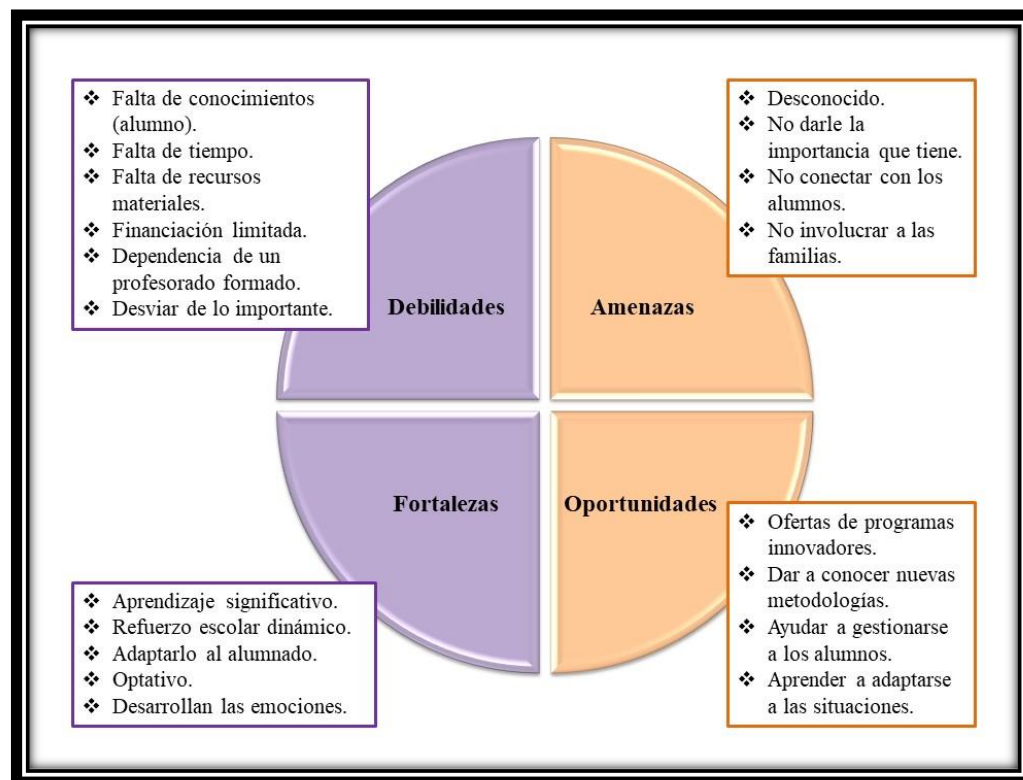 ❖ Falta de conocimientos
(alumno).
❖ Falta de tiempo.
❖ Falta de recursos
materiales.
❖ Financiación limitada.
❖ Dependencia de un
profesorado formado.
❖ Desviar de lo importante.
Debilidades
❖ Desconocido.
❖ No darle la
importancia que tiene.
❖ No conectar con los
alumnos.
❖ No involucrar a las
familias.
Amenazas
Fortalezas
❖ Aprendizaje significativo.
❖ Refuerzo escolar dinámico.
❖ Adaptarlo al alumnado.
❖ Optativo.
❖ Desarrollan las emociones.
Oportunidades
❖ Ofertas de programas
innovadores.
❖ Dar a conocer nuevas
metodologías.
❖ Ayudar a gestionarse
a los alumnos.
❖ Aprender a adaptarse
a las situaciones.